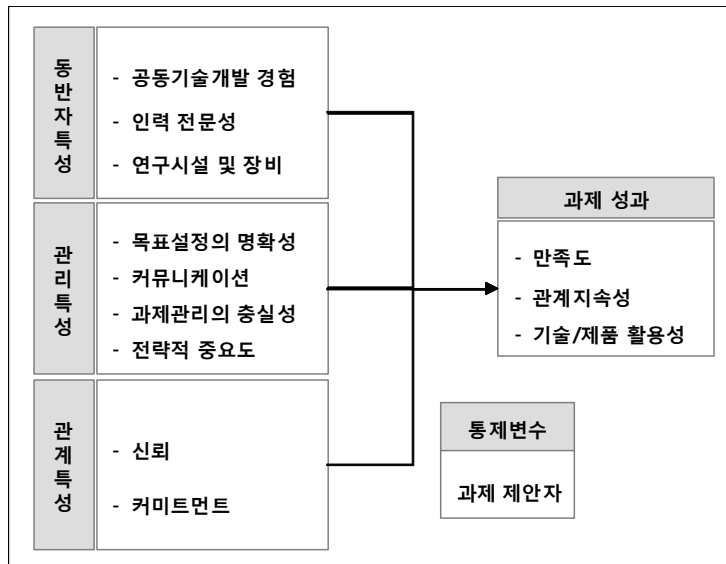 동반자특성
- 공동기술개발 경험
- 인력 전문성
- 연구시설 및 장비
관리특성
- 목표설정의 명확성
- 커뮤니케이션
- 과제관리의 충실성
- 전략적 중요도
관계특성
- 신뢰
- 커미트먼트
과제 성과
- 만족도
- 관계지속성
- 기술/제품 활용성
통제변수
과제 제안자